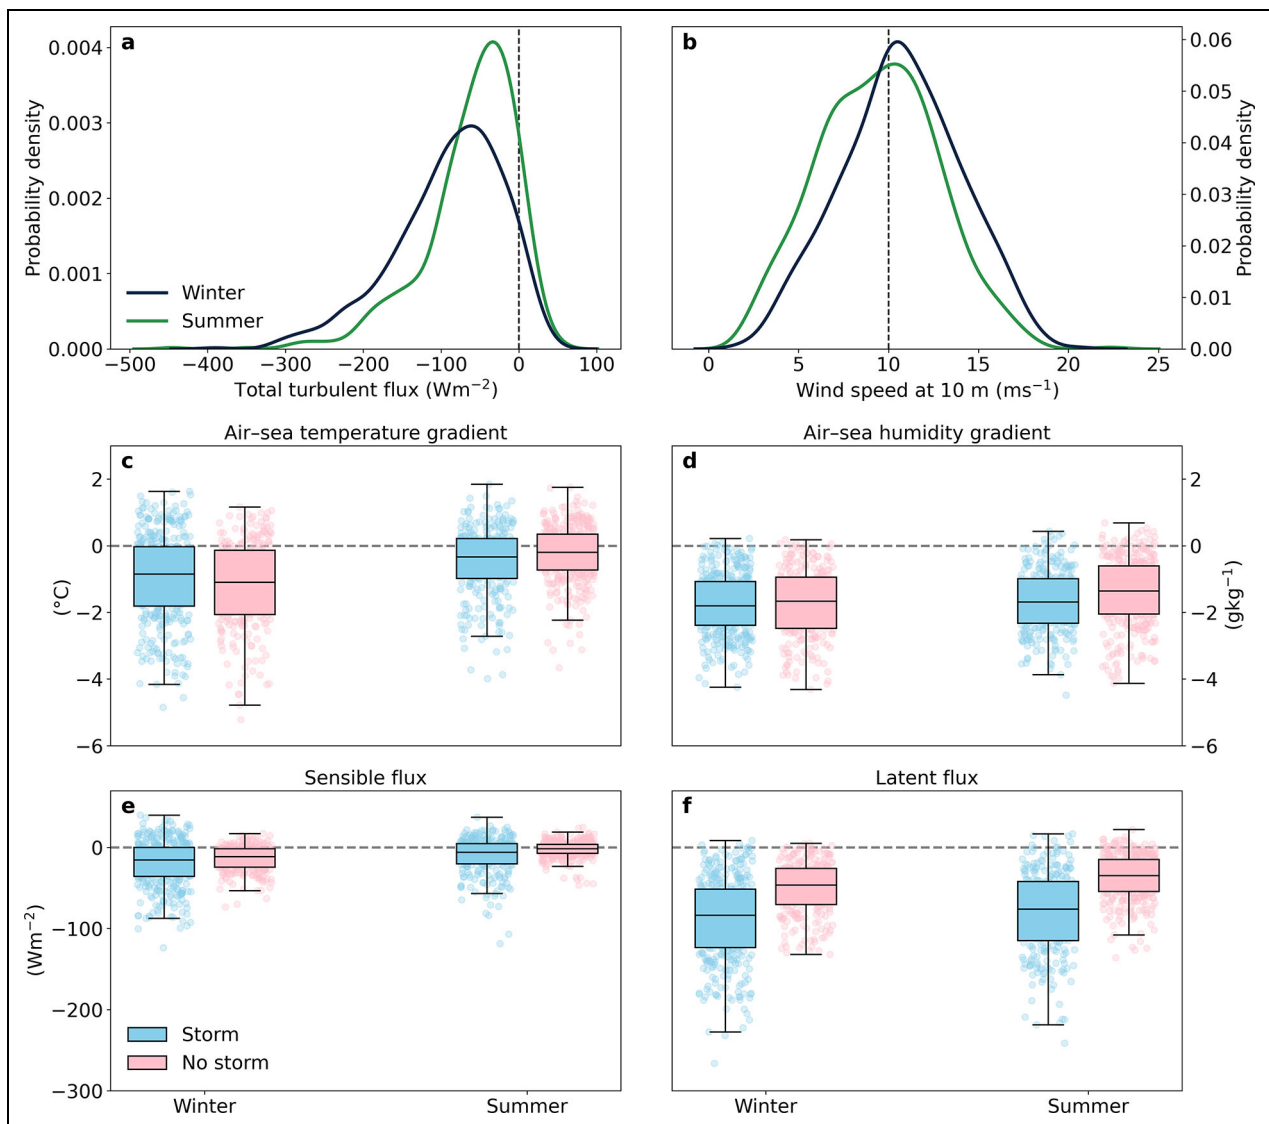 a
0.004
0.003
0.002
0.001
0.000
Probability density
Winter
Summer
−500 −400 −300 −200 −100 0 100
Total turbulent flux (Wm⁻²)
b
0.06
0.05
0.04
0.03
0.02
0.01
0.00
Probability density
0 5 10 15 20 25
Wind speed at 10 m (ms⁻¹)
Air–sea temperature gradient
c
2
0
−2
−4
−6
(°C)
Air–sea humidity gradient
d
2
0
−2
−4
−6
(gkg⁻¹)
Sensible flux
e
0
−100
−200
−300
(Wm⁻²)
Storm
No storm
Winter Summer
Latent flux
f
Winter Summer